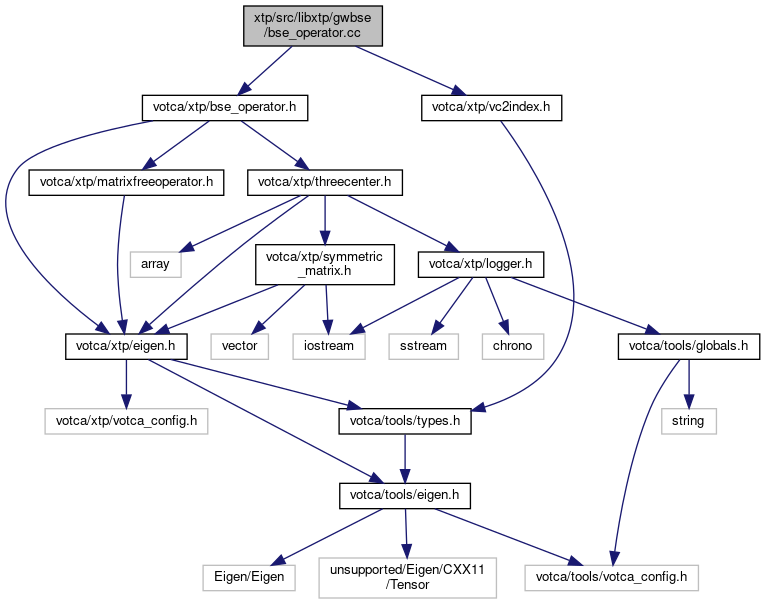 xtp/src/libxtp/gwbse
/bse_operator.cc
votca/xtp/bse_operator.h
votca/xtp/vc2index.h
votca/xtp/matrixfreeoperator.h
votca/xtp/threecenter.h
array
votca/xtp/symmetric
_matrix.h
votca/xtp/logger.h
votca/xtp/eigen.h
vector
iostream
sstream
chrono
votca/tools/globals.h
votca/xtp/votca_config.h
votca/tools/types.h
string
votca/tools/eigen.h
Eigen/Eigen
unsupported/Eigen/CXX11
/Tensor
votca/tools/votca_config.h